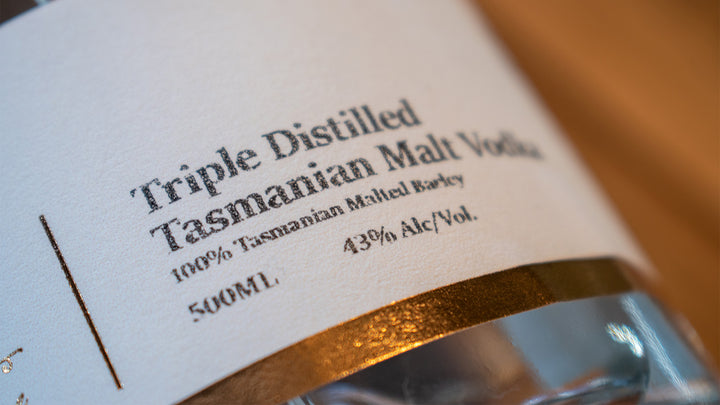 Triple Distilled
Tasmanian Malt Vodka
100% Tasmanian Malted Barley
500ML 43% Alc/Vol.